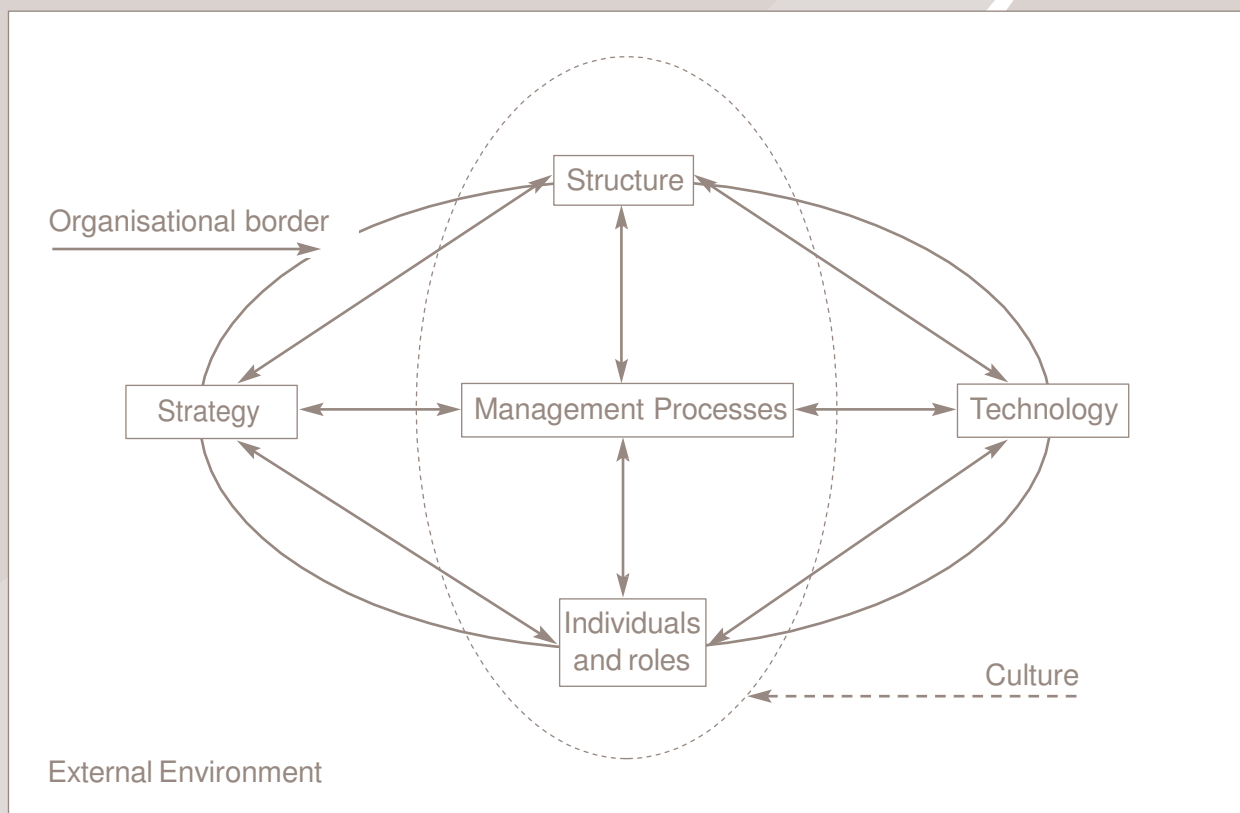 Structure
Organisational border
Strategy
Management Processes
Technology
Individuals
and roles
Culture
External Environment